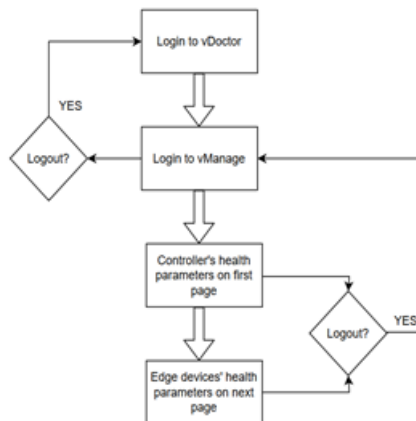 Login to vDoctor
YES
Logout?
Login to vManage
Controller's health
parameters on first
page
Logout?
YES
Edge devices' health
parameters on next
page